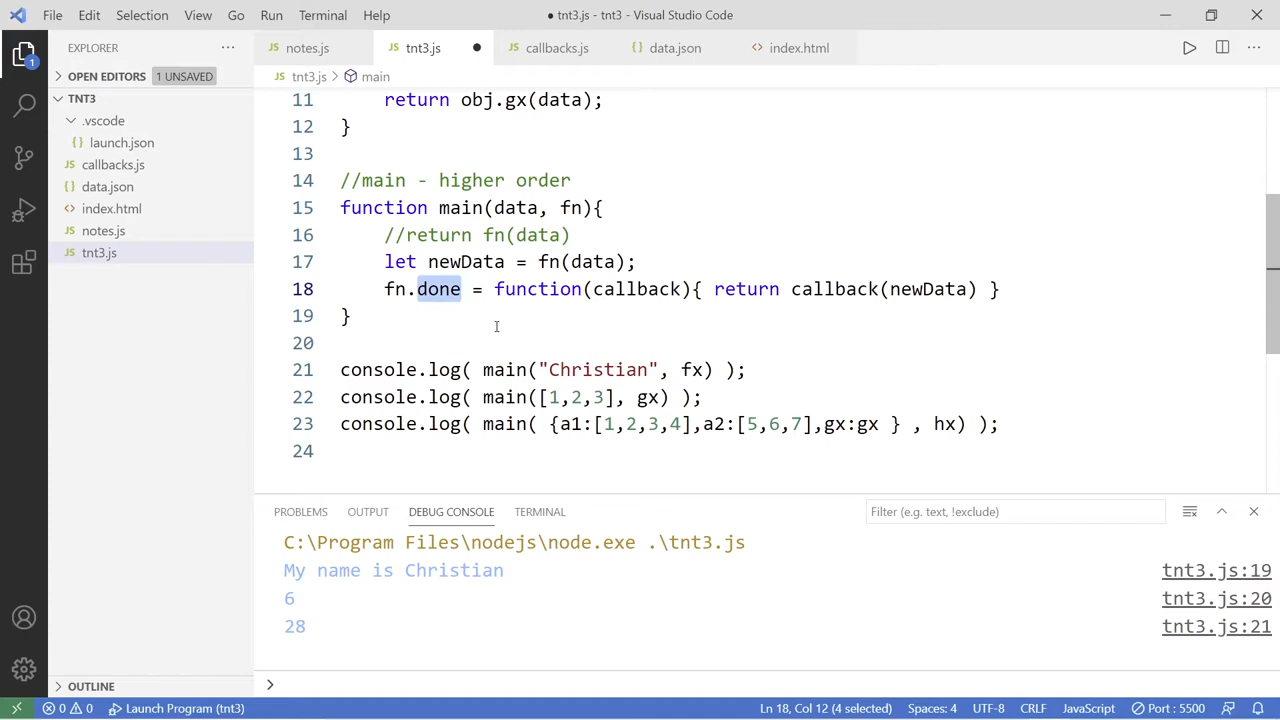 File Edit Selection View Go Run Terminal Help ● tnt3.js - tnt3 - Visual Studio Code
EXPLORER ···
JS notes.js JS tnt3.js ● JS callbacks.js {} data.json <> index.html ···
OPEN EDITORS 1 UNSAVED
JS tnt3.js > main
TNT3
.vscode
{} launch.json
JS callbacks.js
{} data.json
<> index.html
JS notes.js
JS tnt3.js
1
11 return obj.gx(data);
12 }
13
14 //main - higher order
15 function main(data, fn){
16 //return fn(data)
17 let newData = fn(data);
18 fn.done = function(callback){ return callback(newData) }
19 }
20
21 console.log( main("Christian", fx) );
22 console.log( main([1,2,3], gx) );
23 console.log( main( {a1:[1,2,3,4],a2:[5,6,7],gx:gx } , hx) );
24
PROBLEMS OUTPUT DEBUG CONSOLE TERMINAL Filter (e.g. text, !exclude)
C:\Program Files\nodejs\node.exe .\tnt3.js
My name is Christian tnt3.js:19
6 tnt3.js:20
28 tnt3.js:21
>
OUTLINE
0 0 Launch Program (tnt3) Ln 18, Col 12 (4 selected) Spaces: 4 UTF-8 CRLF JavaScript Port : 5500